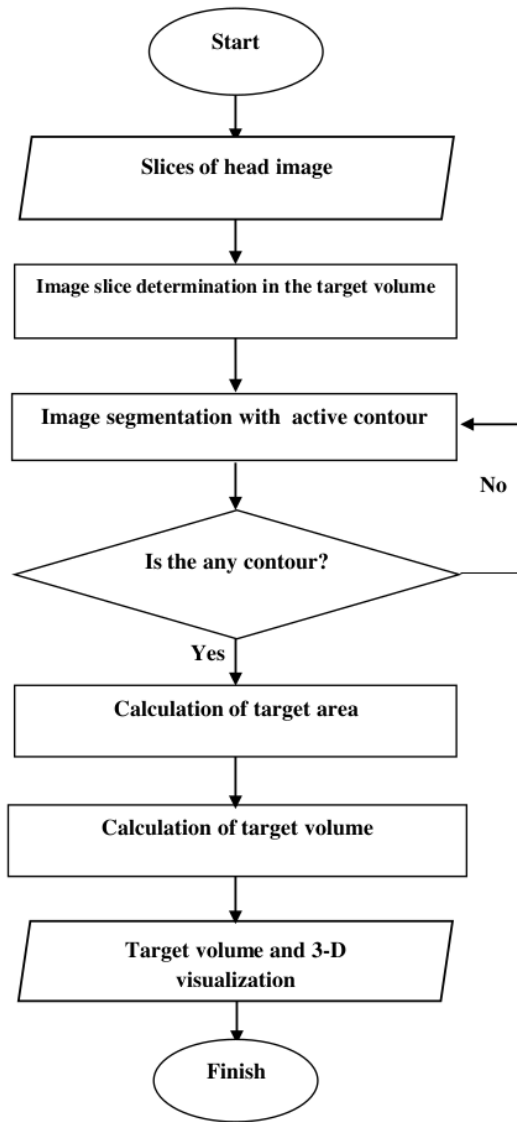 Start
Slices of head image
Image slice determination in the target volume
Image segmentation with active contour
No
Is the any contour?
Yes
Calculation of target area
Calculation of target volume
Target volume and 3-D
visualization
Finish